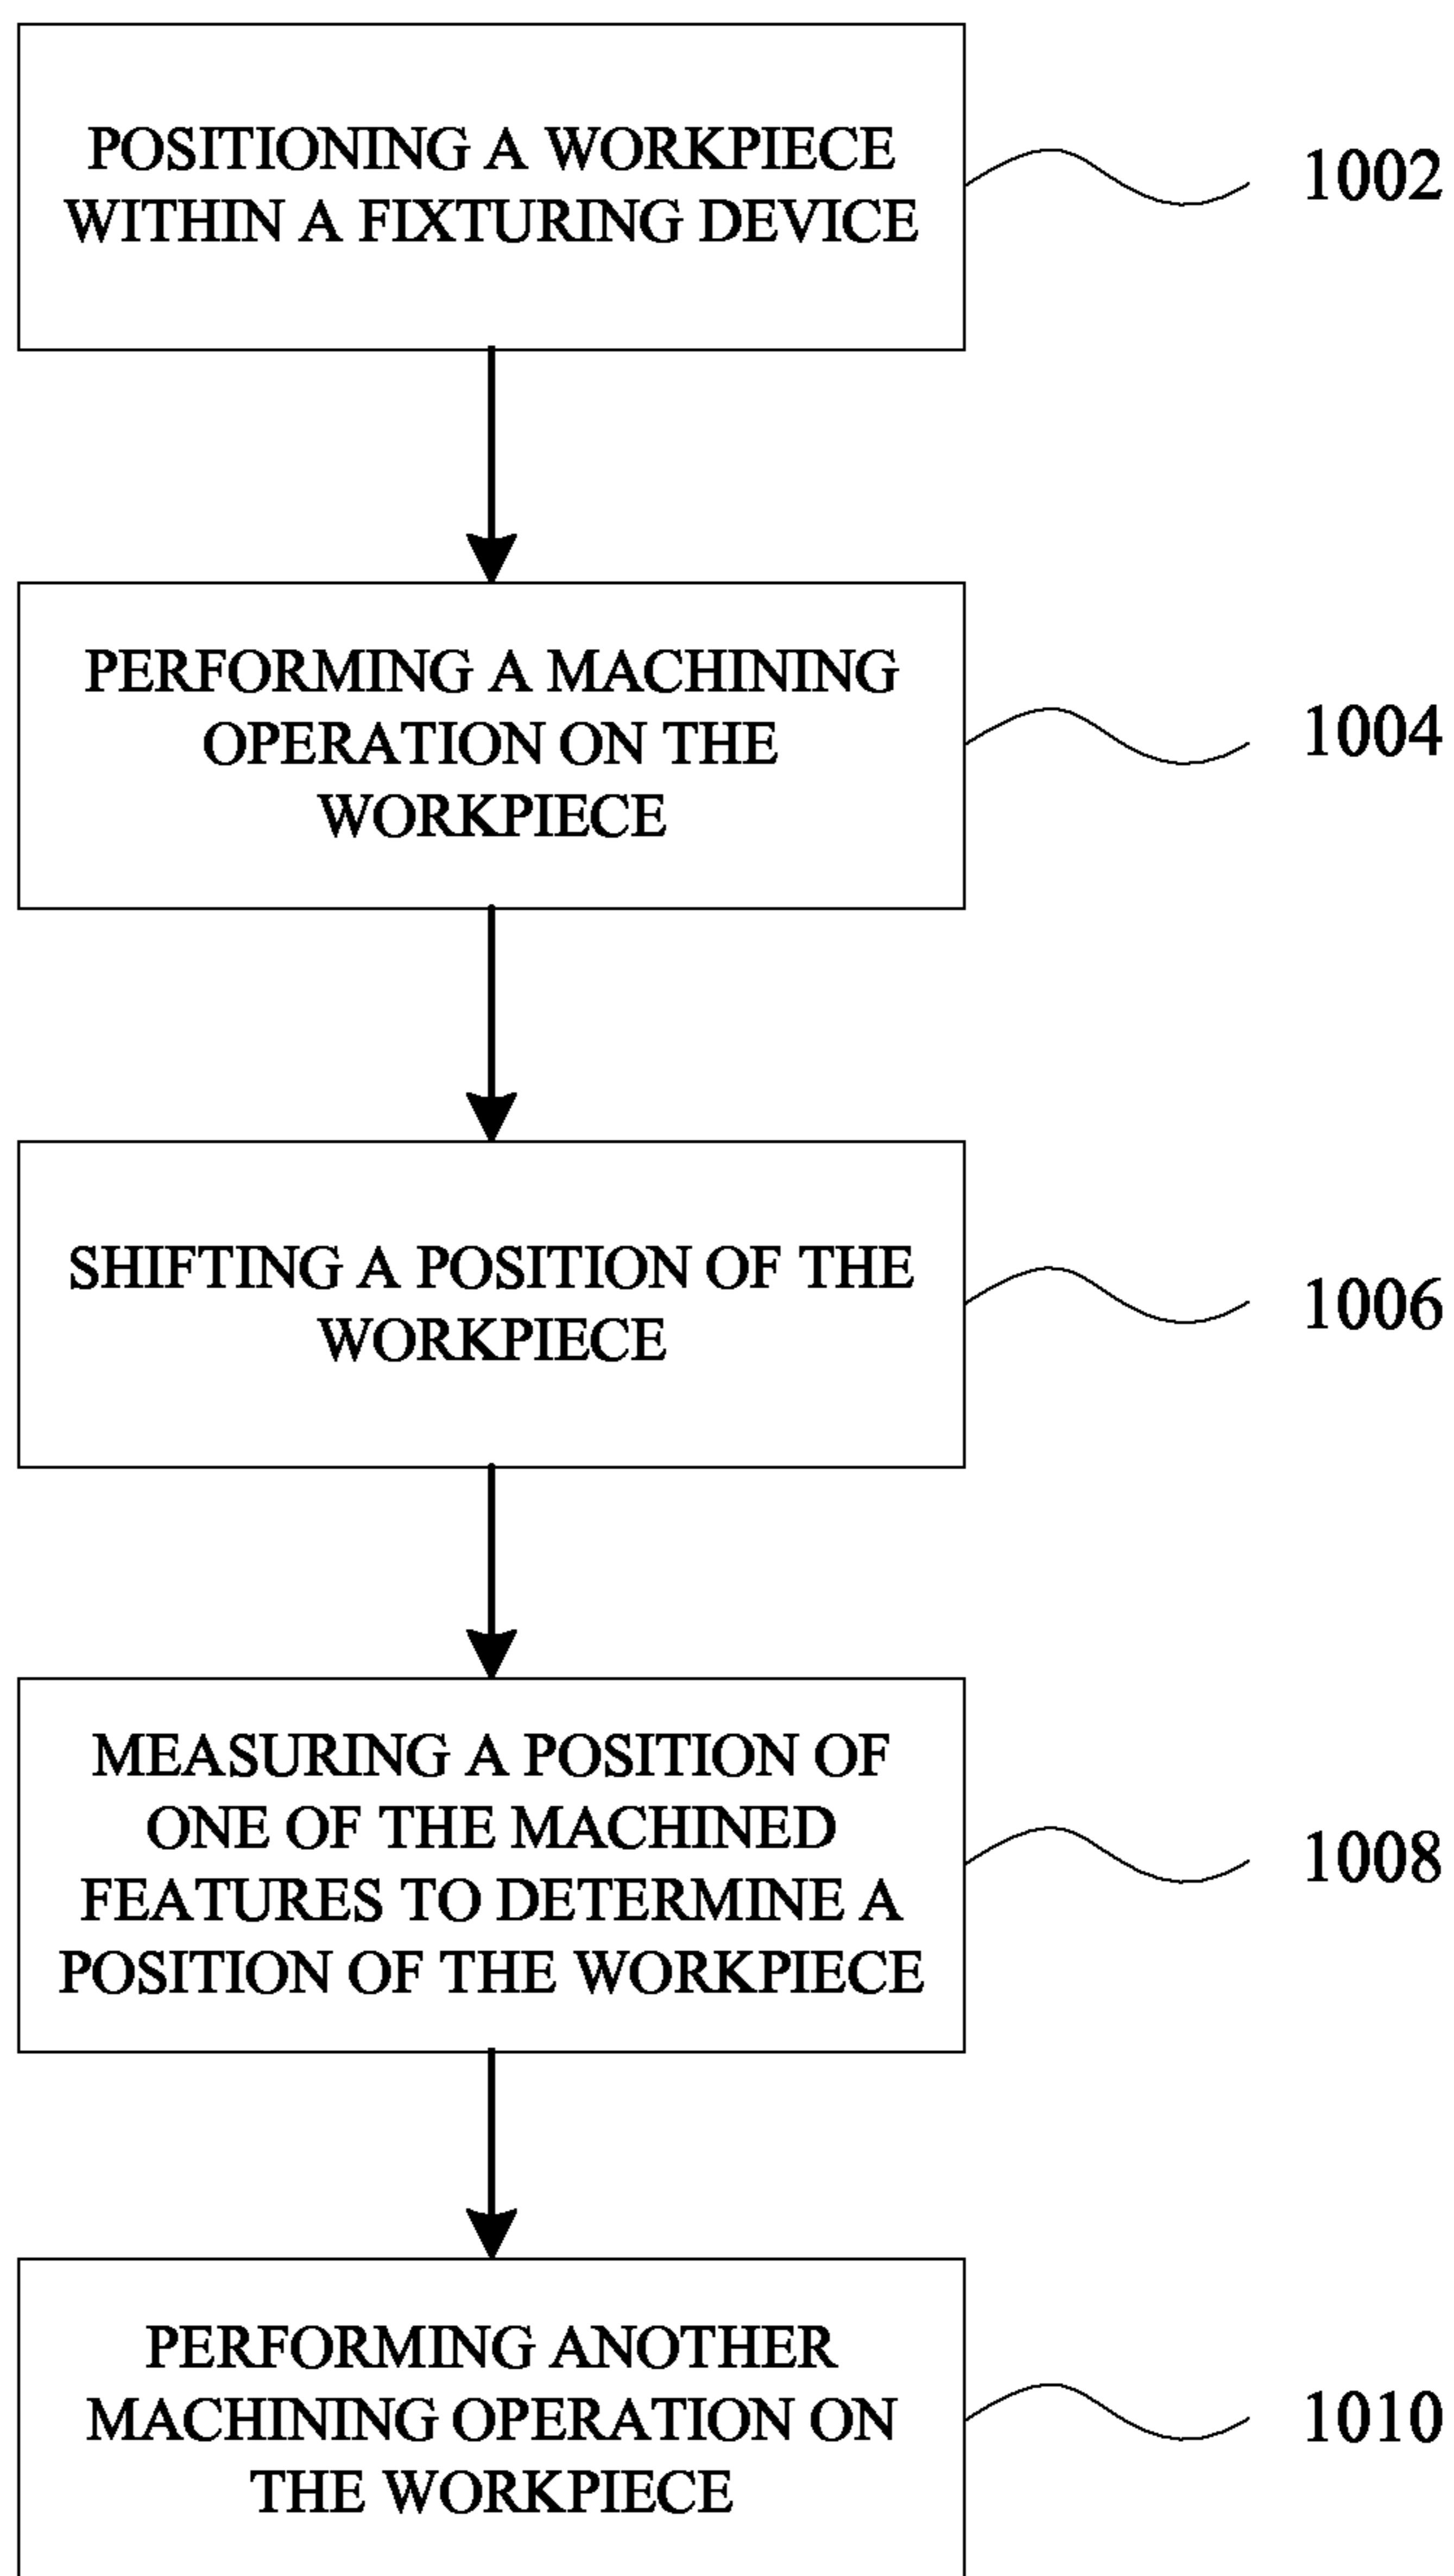 POSITIONING A WORKPIECE
WITHIN A FIXTURING DEVICE
1002
PERFORMING A MACHINING
OPERATION ON THE
WORKPIECE
1004
SHIFTING A POSITION OF THE
WORKPIECE
1006
MEASURING A POSITION OF
ONE OF THE MACHINED
FEATURES TO DETERMINE A
POSITION OF THE WORKPIECE
1008
PERFORMING ANOTHER
MACHINING OPERATION ON
THE WORKPIECE
1010